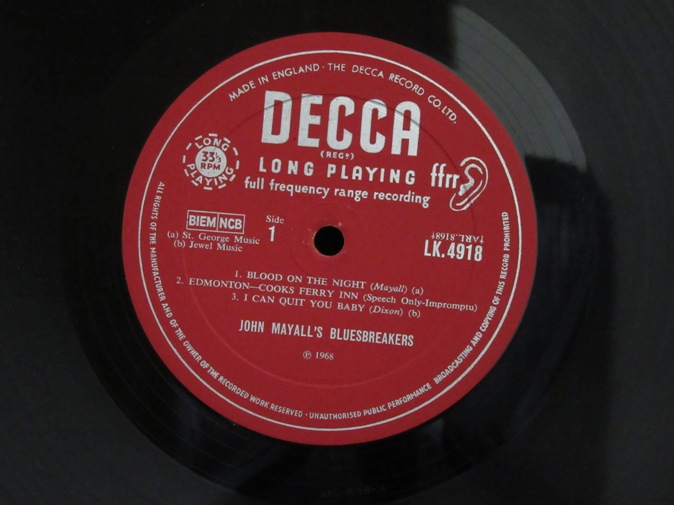 MADE IN ENGLAND · THE DECCA RECORD CO. LTD.
DECCA
(REGD)
LONG PLAYING
33⅓ RPM
LONG PLAYING
ffrr
full frequency range recording
BIEM NCB
Side
1
(a) St. George Music
(b) Jewel Music
†ARL.8168†
LK.4918
1. BLOOD ON THE NIGHT (Mayall) (a)
2. EDMONTON—COOKS FERRY INN (Speech Only-Impromptu)
3. I CAN QUIT YOU BABY (Dixon) (b)
JOHN MAYALL'S BLUESBREAKERS
℗ 1968
ALL RIGHTS OF THE MANUFACTURER AND OF THE OWNER OF THE RECORDED WORK RESERVED · UNAUTHORISED PUBLIC PERFORMANCE BROADCASTING AND COPYING OF THIS RECORD PROHIBITED